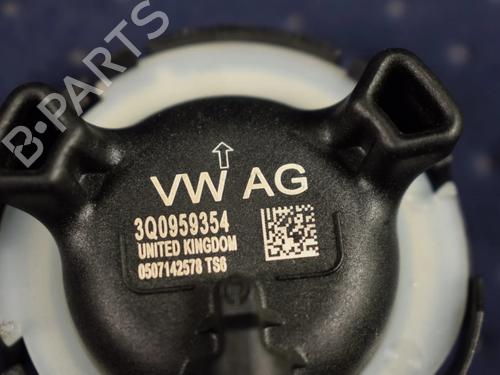 B-PARTS
VW AG
3Q0959354
UNITED KINGDOM
0507142578 TS6